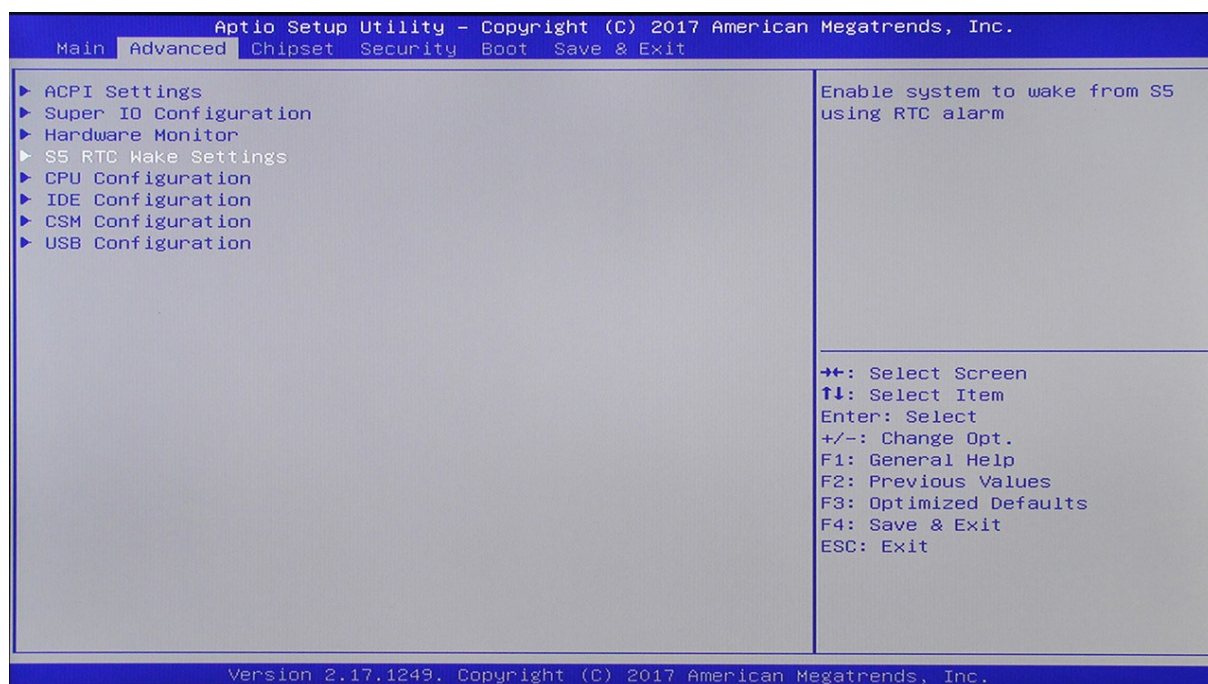 Aptio Setup Utility – Copyright (C) 2017 American Megatrends, Inc.
Main Advanced Chipset Security Boot Save & Exit
► ACPI Settings
► Super IO Configuration
► Hardware Monitor
► S5 RTC Wake Settings
► CPU Configuration
► IDE Configuration
► CSM Configuration
► USB Configuration
Enable system to wake from S5
using RTC alarm
→←: Select Screen
↑↓: Select Item
Enter: Select
+/-: Change Opt.
F1: General Help
F2: Previous Values
F3: Optimized Defaults
F4: Save & Exit
ESC: Exit
Version 2.17.1249. Copyright (C) 2017 American Megatrends, Inc.